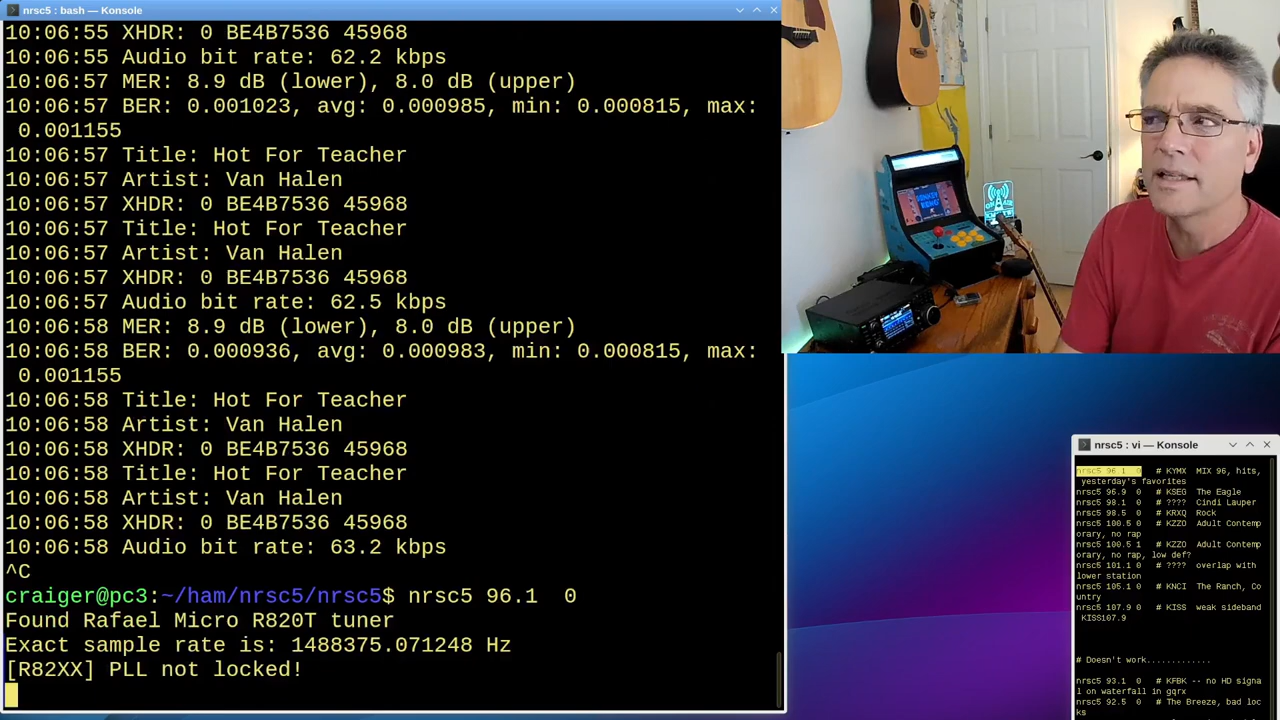 nrsc5 : bash — Konsole
10:06:55 XHDR: 0 BE4B7536 45968
10:06:55 Audio bit rate: 62.2 kbps
10:06:57 MER: 8.9 dB (lower), 8.0 dB (upper)
10:06:57 BER: 0.001023, avg: 0.000985, min: 0.000815, max:
0.001155
10:06:57 Title: Hot For Teacher
10:06:57 Artist: Van Halen
10:06:57 XHDR: 0 BE4B7536 45968
10:06:57 Title: Hot For Teacher
10:06:57 Artist: Van Halen
10:06:57 XHDR: 0 BE4B7536 45968
10:06:57 Audio bit rate: 62.5 kbps
10:06:58 MER: 8.9 dB (lower), 8.0 dB (upper)
10:06:58 BER: 0.000936, avg: 0.000983, min: 0.000815, max:
0.001155
10:06:58 Title: Hot For Teacher
10:06:58 Artist: Van Halen
10:06:58 XHDR: 0 BE4B7536 45968
10:06:58 Title: Hot For Teacher
10:06:58 Artist: Van Halen
10:06:58 XHDR: 0 BE4B7536 45968
10:06:58 Audio bit rate: 63.2 kbps
^C
craiger@pc3:~/ham/nrsc5/nrsc5$ nrsc5 96.1  0
Found Rafael Micro R820T tuner
Exact sample rate is: 1488375.071248 Hz
[R82XX] PLL not locked!
ON AIR
nrsc5 : vi — Konsole
nrsc5 96.1 0 # KYMX MIX 96, hits,
yesterday's favorites
nrsc5 96.9 0 # KSEG The Eagle
nrsc5 98.1 0 # ???? Cindi Lauper
nrsc5 98.5 0 # KRXQ Rock
nrsc5 100.5 0 # KZZO Adult Contemp
orary, no rap
nrsc5 100.5 1 # KZZO Adult Contemp
orary, no rap, low def?
nrsc5 101.1 0 # ???? overlap with
lower station
nrsc5 105.1 0 # KNCI The Ranch, Co
untry
nrsc5 107.9 0 # KISS weak sideband
KISS107.9
# Doesn't work.............
nrsc5 93.1 0 # KFBK -- no HD signa
l on waterfall in gqrx
nrsc5 92.5 0 # The Breeze, bad loc
ks